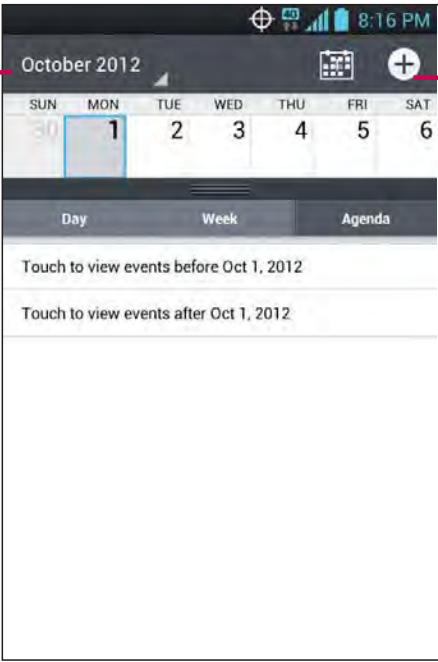 4G 8:16 PM
October 2012
SUN MON TUE WED THU FRI SAT
30 1 2 3 4 5 6
Day Week Agenda
Touch to view events before Oct 1, 2012
Touch to view events after Oct 1, 2012